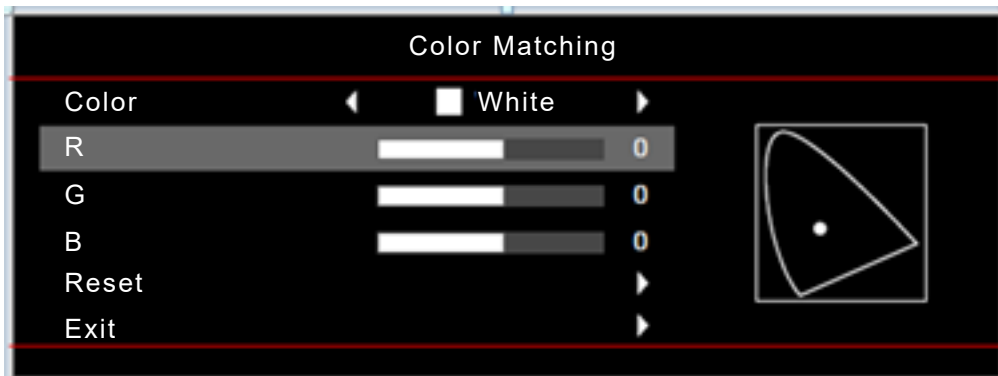 Color Matching
Color White
R 0
G 0
B 0
Reset
Exit